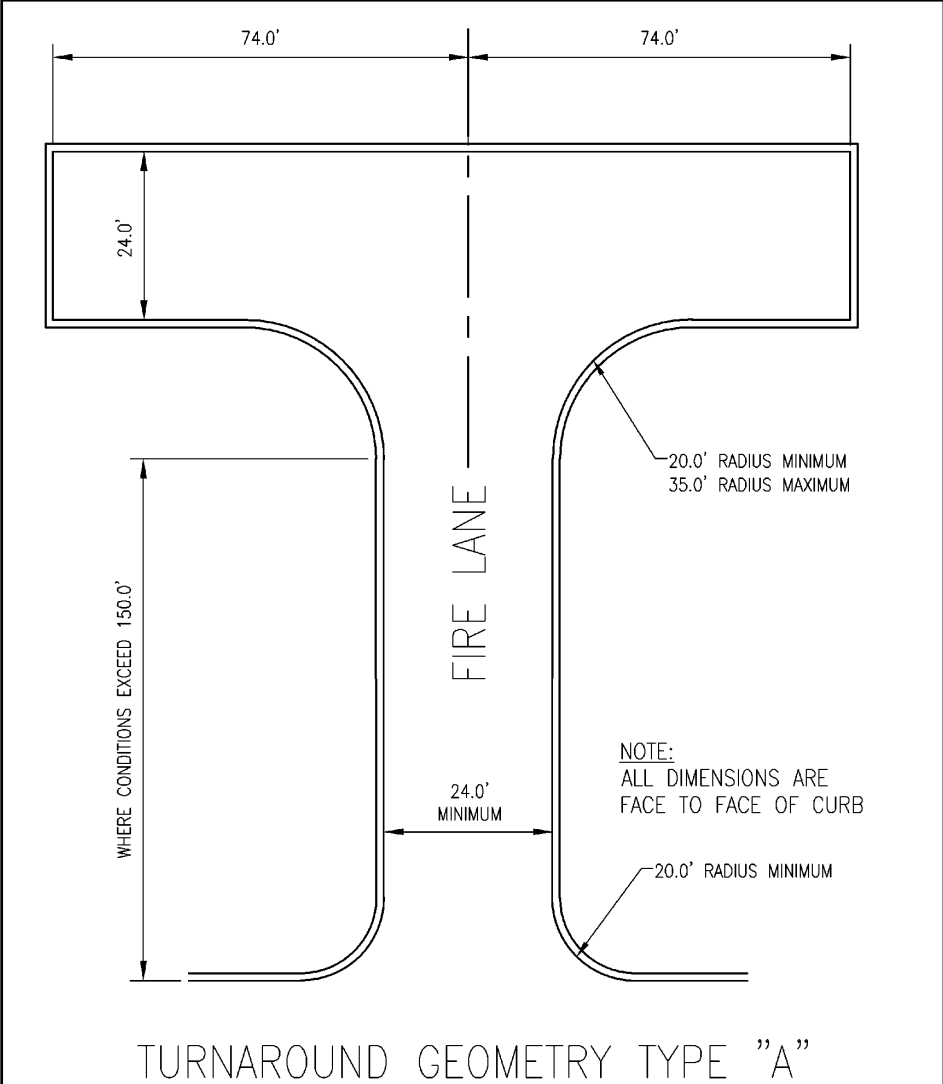 74.0'
74.0'
24.0'
20.0' RADIUS MINIMUM
35.0' RADIUS MAXIMUM
FIRE LANE
WHERE CONDITIONS EXCEED 150.0'
NOTE:
ALL DIMENSIONS ARE
FACE TO FACE OF CURB
24.0'
MINIMUM
20.0' RADIUS MINIMUM
TURNAROUND GEOMETRY TYPE "A"